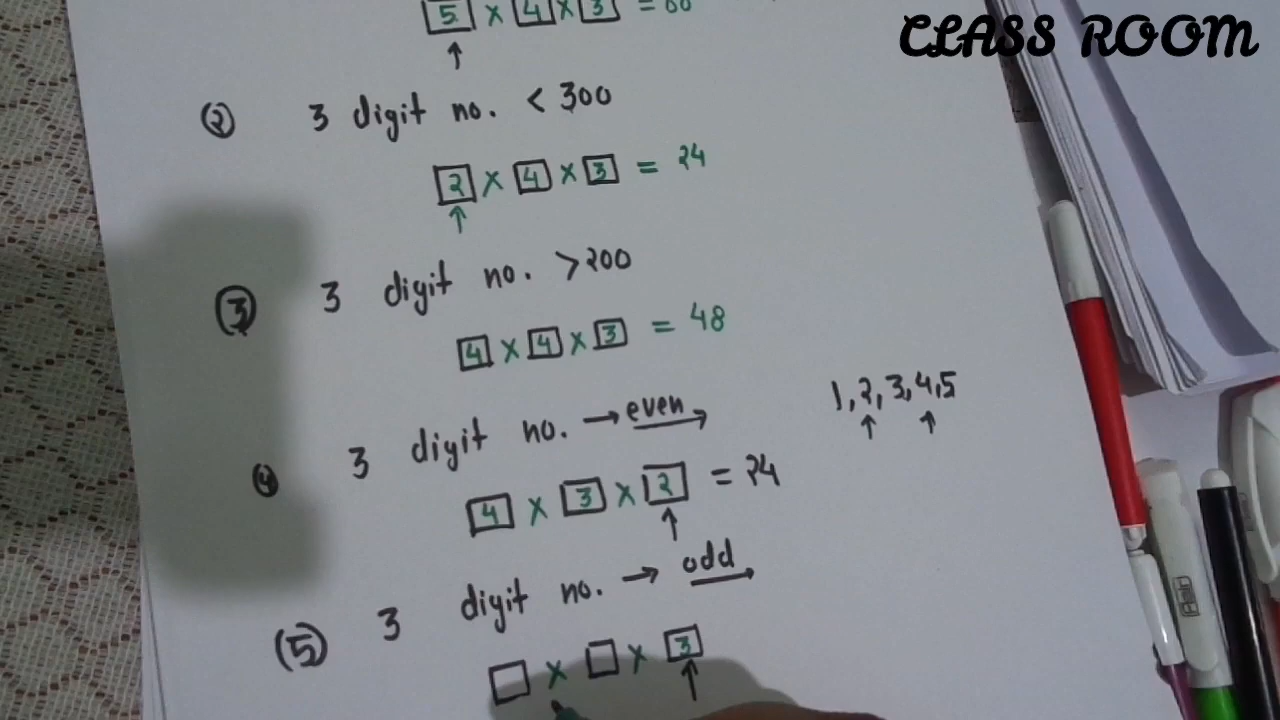 5 × 4 × 3 = 60
CLASS ROOM
(2) 3 digit no. < 300
2 × 4 × 3 = 24
(3) 3 digit no. > 200
4 × 4 × 3 = 48
1, 2, 3, 4, 5
(4) 3 digit no. → even
4 × 3 × 2 = 24
(5) 3 digit no. → odd
□ × □ × 3